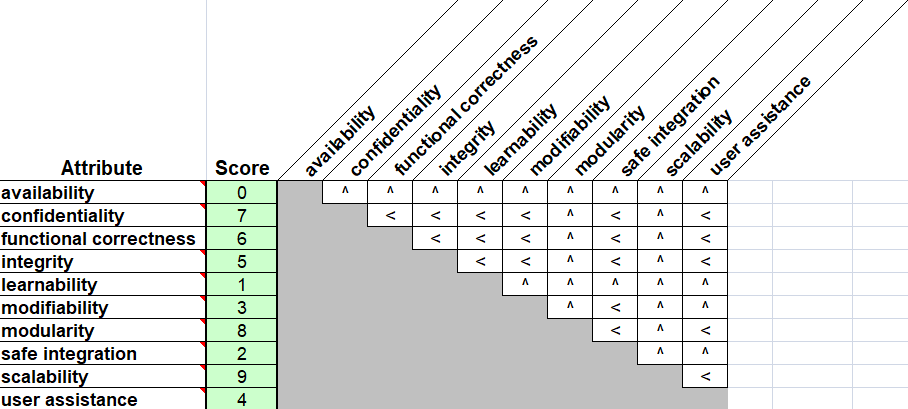 availability
confidentiality
functional correctness
integrity
learnability
modifiability
modularity
safe integration
scalability
user assistance
Attribute Score
availability 0 ^ ^ ^ ^ ^ ^ ^ ^ ^
confidentiality 7 < < < < ^ < ^ <
functional correctness 6 < < < ^ < ^ <
integrity 5 < < ^ < ^ <
learnability 1 ^ ^ ^ ^ ^
modifiability 3 ^ < ^ ^
modularity 8 < ^ <
safe integration 2 ^ ^
scalability 9 <
user assistance 4